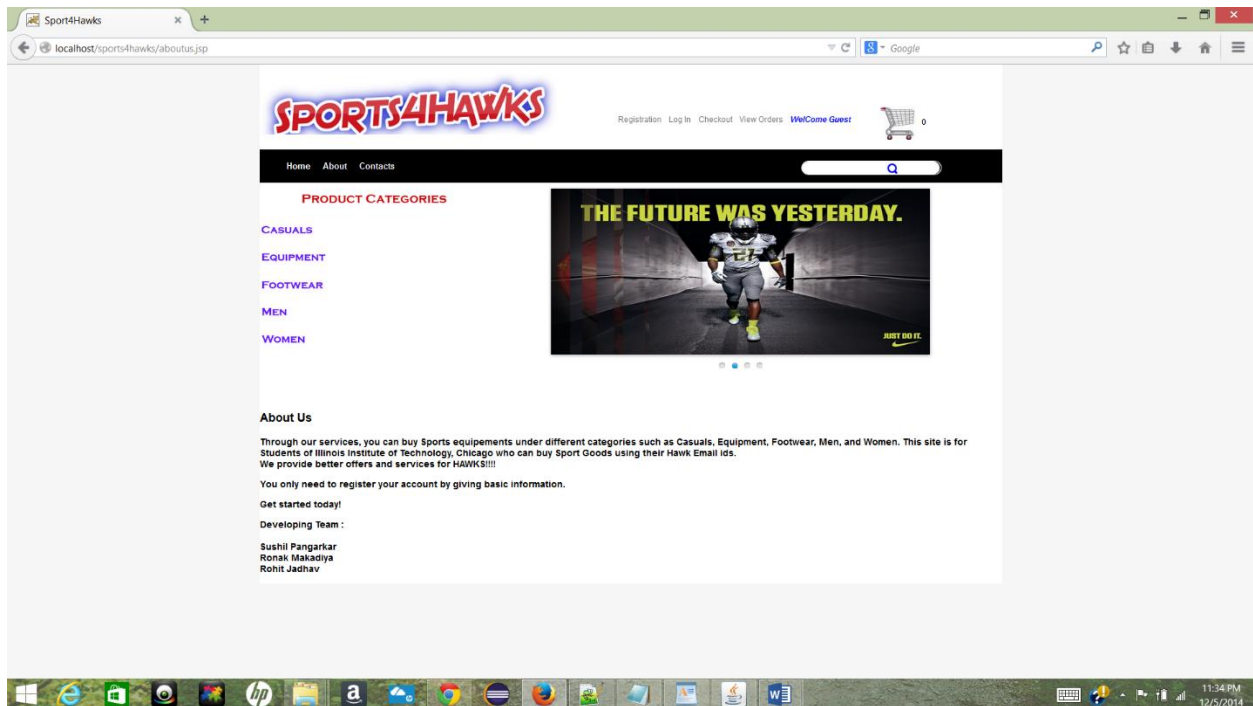 Sport4Hawks
localhost/sports4hawks/aboutus.jsp
Google
SPORTS4HAWKS
Registration Log In Checkout View Orders WelCome Guest
0
Home About Contacts
PRODUCT CATEGORIES
CASUALS
EQUIPMENT
FOOTWEAR
MEN
WOMEN
THE FUTURE WAS YESTERDAY.
21
JUST DO IT.
About Us
Through our services, you can buy Sports equipements under different categories such as Casuals, Equipment, Footwear, Men, and Women. This site is for
Students of Illinois Institute of Technology, Chicago who can buy Sport Goods using their Hawk Email ids.
We provide better offers and services for HAWKS!!!!
You only need to register your account by giving basic information.
Get started today!
Developing Team :
Sushil Pangarkar
Ronak Makadiya
Rohit Jadhav
11:34 PM
12/5/2014